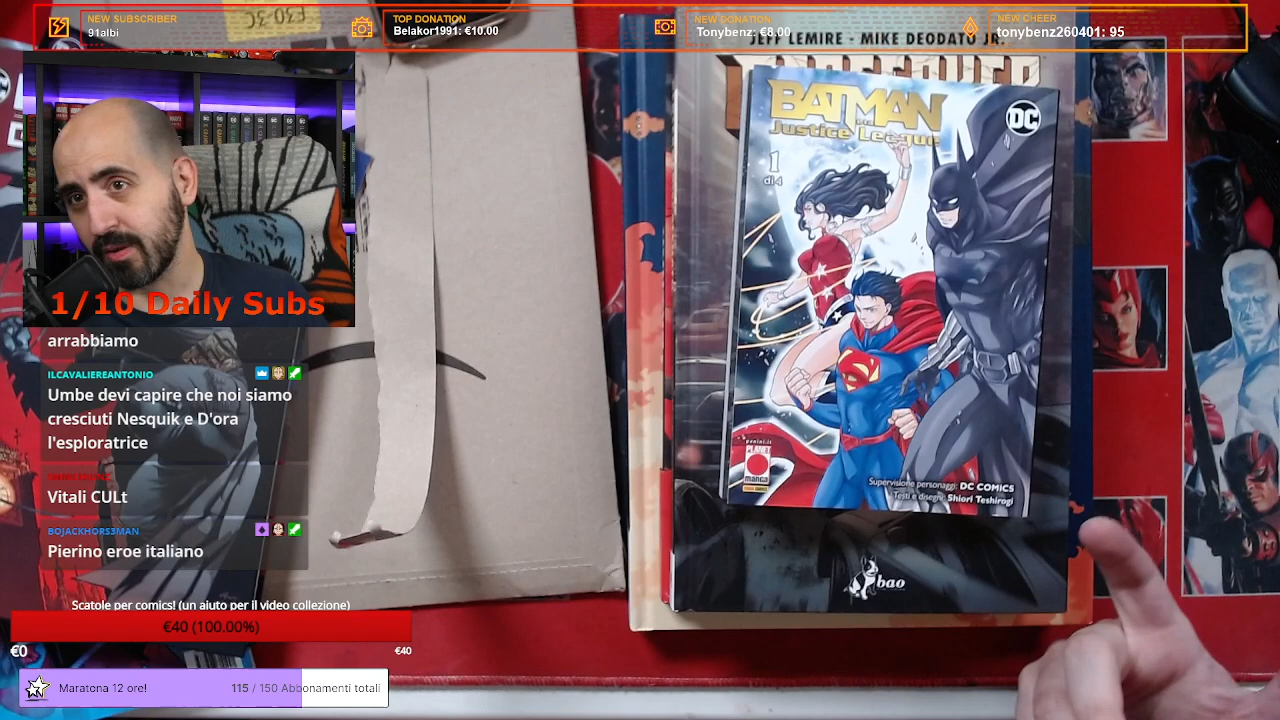 NEW SUBSCRIBER
91albi
TOP DONATION
Belakor1991: €10.00
NEW DONATION
Tonybenz: €8.00
NEW CHEER
tonybenz260401: 95
£30-3C
JEFF LEMIRE - MIKE DEODATO JR.
BATMAN
Justice League
DC
1
di 4
panini.it
PLANET
manga
Supervisione personaggi: DC COMICS
Testi e disegni: Shiori Teshirogi
bao
1/10 Daily Subs
arrabbiamo
ILCAVALIEREANTONIO
Umbe devi capire che noi siamo
cresciuti Nesquik e D'ora
l'esploratrice
Vitali CULt
BOJACKHORS3MAN
Pierino eroe italiano
Scatole per comics! (un aiuto per il video collezione)
€40 (100.00%)
€0
€40
Maratona 12 ore!
115 / 150 Abbonamenti totali